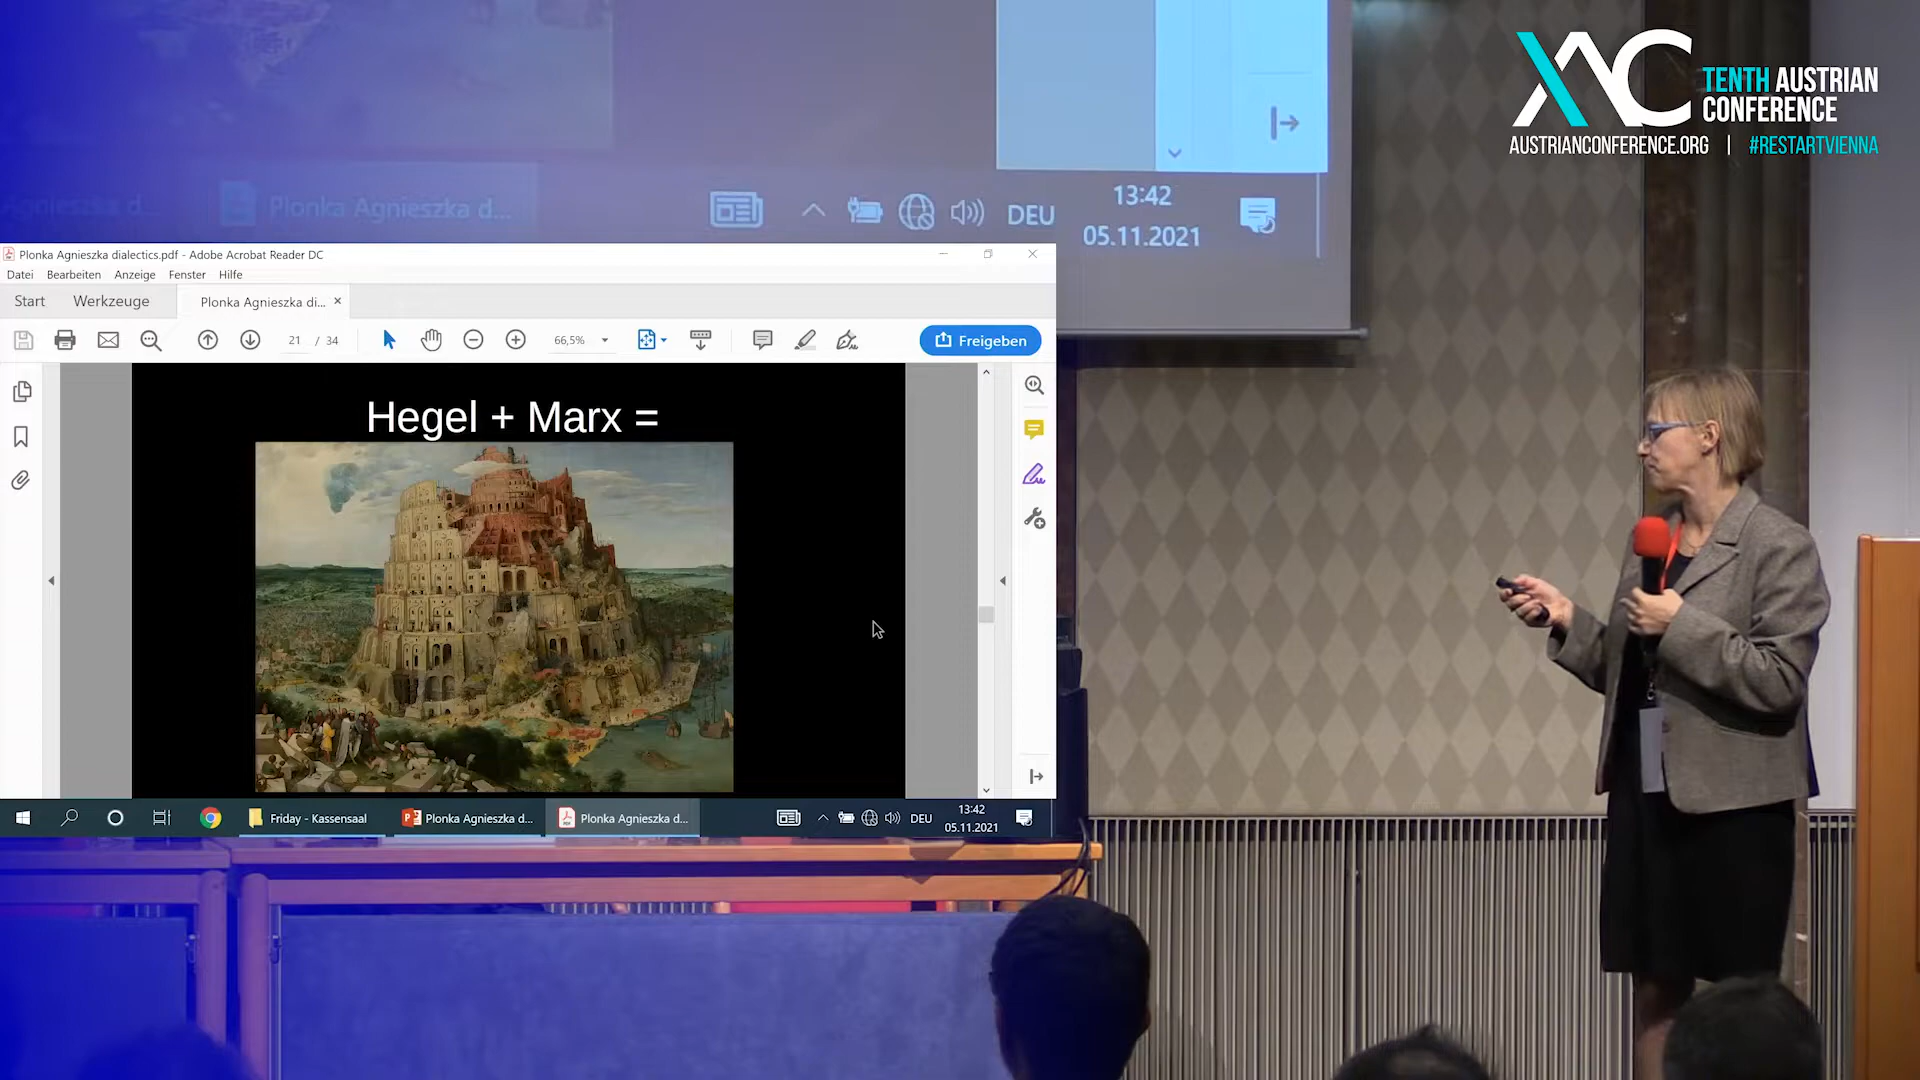 TENTH AUSTRIAN
CONFERENCE
AUSTRIANCONFERENCE.ORG | #RESTARTVIENNA
Plonka Agnieszka d...
DEU
13:42
05.11.2021
Plonka Agnieszka dialectics.pdf - Adobe Acrobat Reader DC
Datei Bearbeiten Anzeige Fenster Hilfe
Start Werkzeuge Plonka Agnieszka di... ×
21 / 34 66,5% Freigeben
Hegel + Marx =
Friday - Kassensaal Plonka Agnieszka d... Plonka Agnieszka d... DEU
13:42
05.11.2021